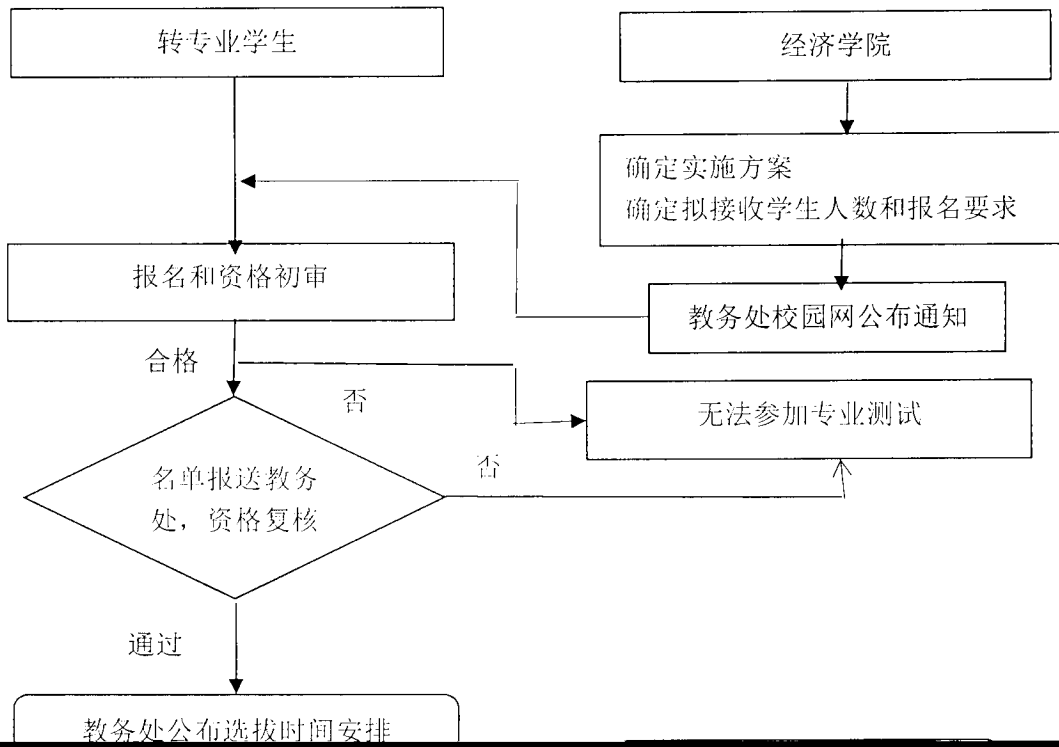 转专业学生
经济学院
确定实施方案
确定拟接收学生人数和报名要求
报名和资格初审
教务处校园网公布通知
合格
否
无法参加专业测试
名单报送教务
处，资格复核
否
通过
教务处公布选拔时间安排